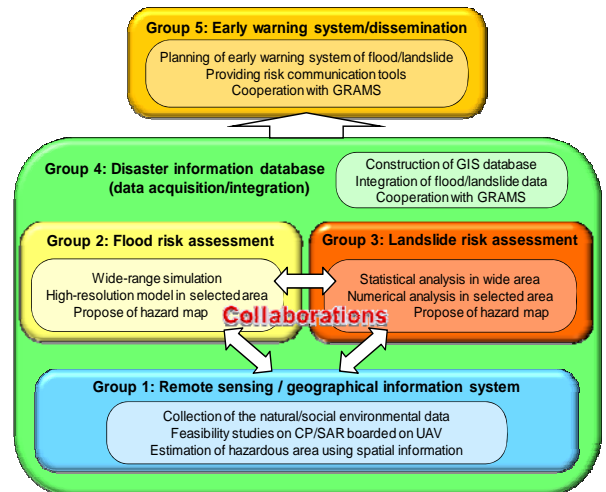 Group 5: Early warning system/dissemination
Planning of early warning system of flood/landslide
Providing risk communication tools
Cooperation with GRAMS
Group 4: Disaster information database
(data acquisition/integration)
Construction of GIS database
Integration of flood/landslide data
Cooperation with GRAMS
Group 2: Flood risk assessment
Wide-range simulation
High-resolution model in selected area
Propose of hazard map
Group 3: Landslide risk assessment
Statistical analysis in wide area
Numerical analysis in selected area
Propose of hazard map
Collaborations
Group 1: Remote sensing / geographical information system
Collection of the natural/social environmental data
Feasibility studies on CP/SAR boarded on UAV
Estimation of hazardous area using spatial information